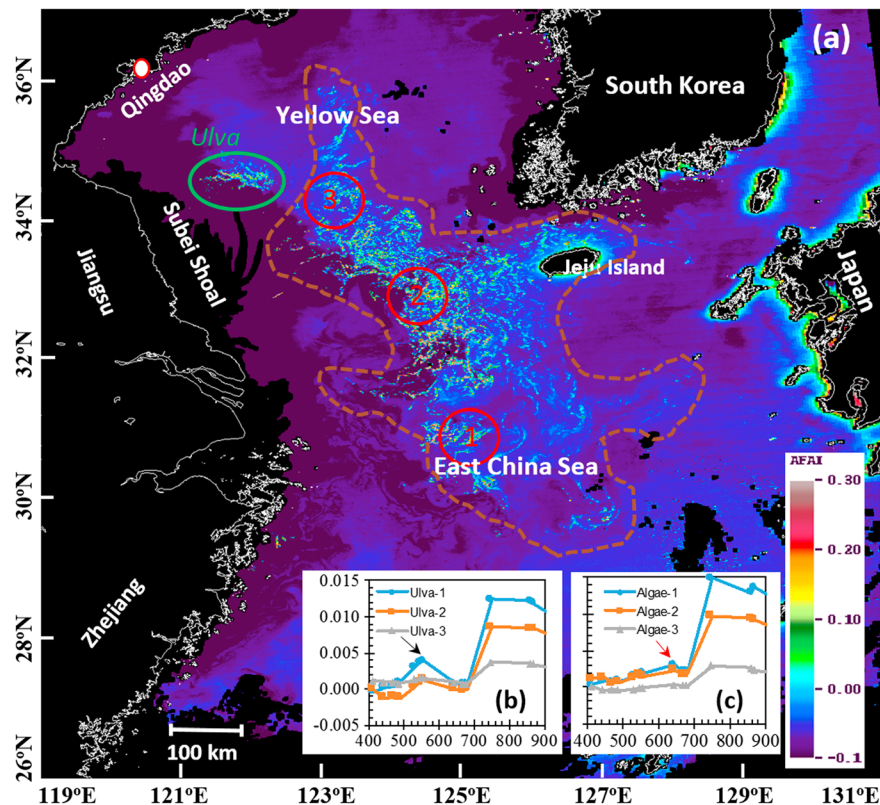 (a)
36°N
34°N
32°N
30°N
28°N
26°N
119°E
121°E
123°E
125°E
127°E
129°E
131°E
Qingdao
Yellow Sea
South Korea
Ulva
3
Subei Shoal
Jiangsu
2
Jeju Island
Japan
1
East China Sea
Zhejiang
100 km
AFAI
0.30
0.20
0.10
0.00
-0.1
0.015
0.010
0.005
0.000
-0.005
Ulva-1
Ulva-2
Ulva-3
(b)
400 500 600 700 800 900
Algae-1
Algae-2
Algae-3
(c)
400 500 600 700 800 900